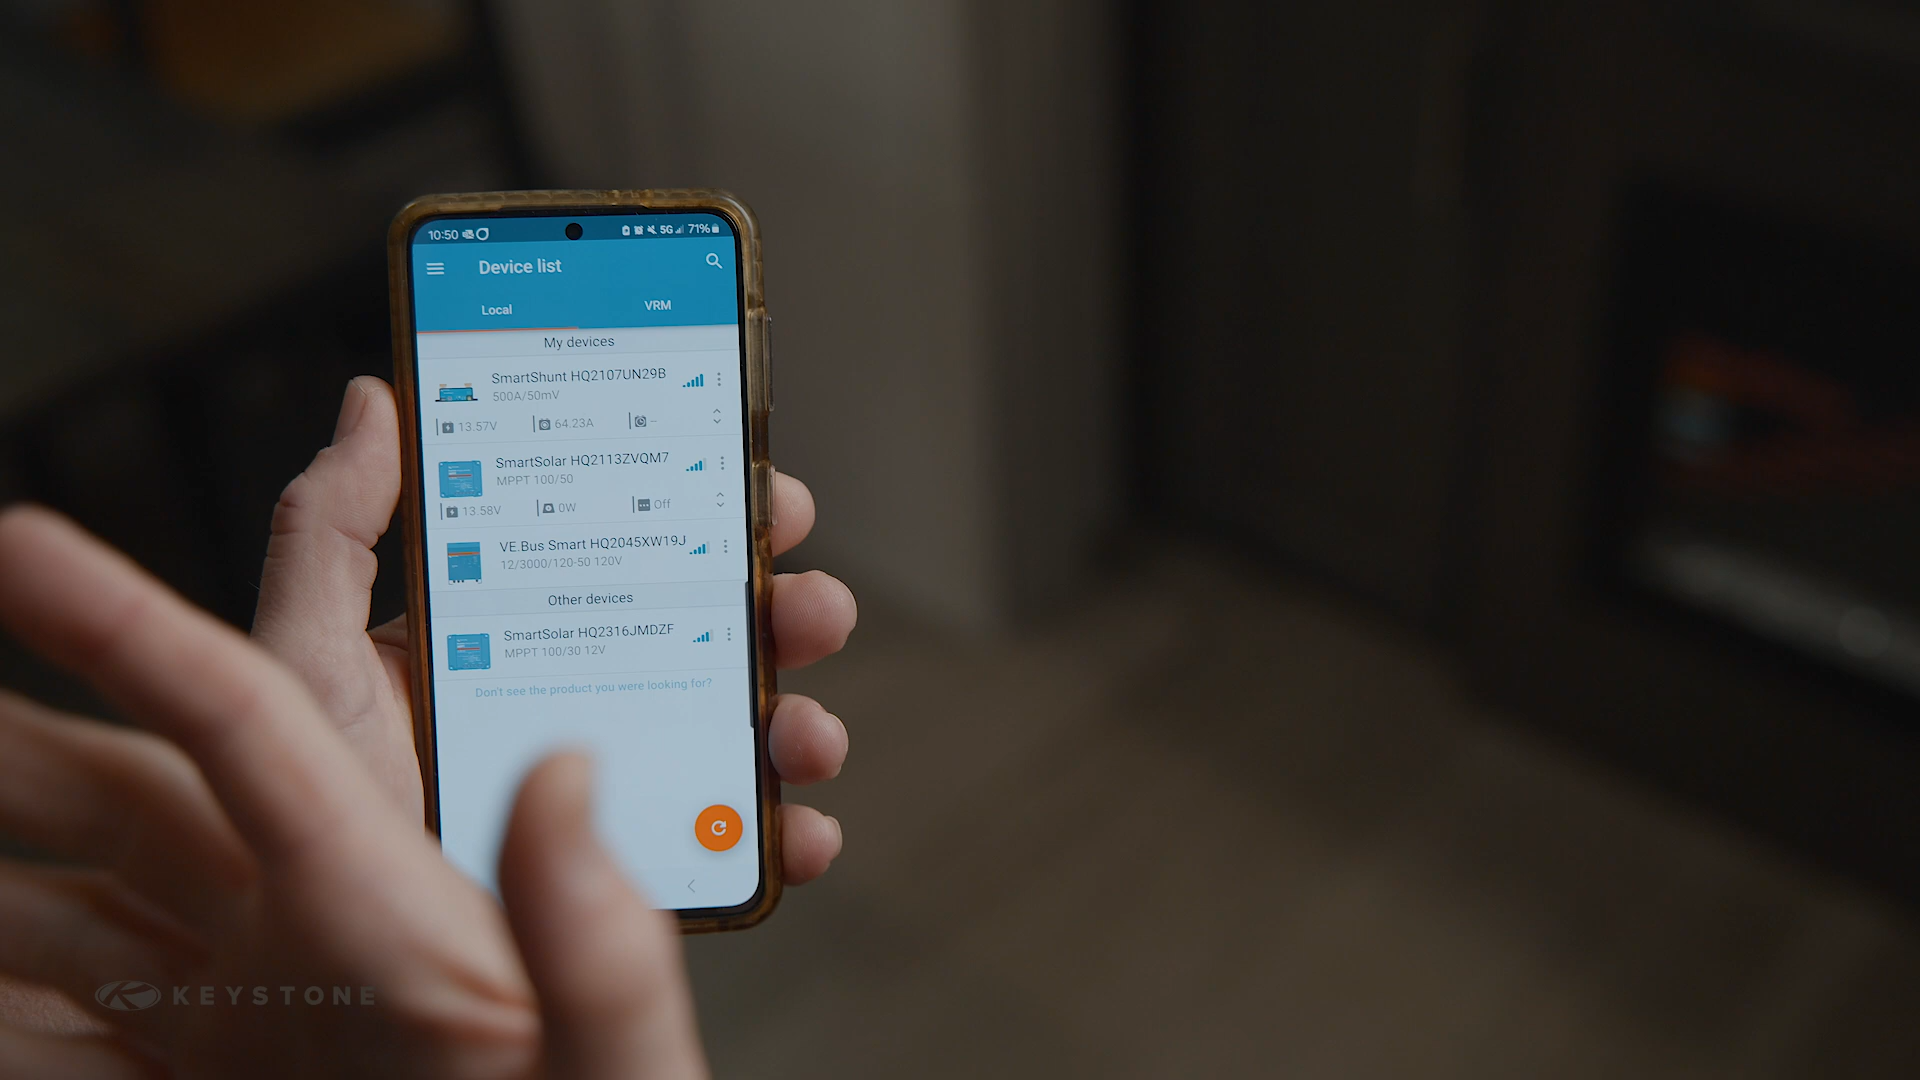 10:50 5G 71%
Device list
Local VRM
My devices
SmartShunt HQ2107UN29B
500A/50mV
13.57V 64.23A --
SmartSolar HQ2113ZVQM7
MPPT 100/50
13.58V 0W Off
VE.Bus Smart HQ2045XW19J
12/3000/120-50 120V
Other devices
SmartSolar HQ2316JMDZF
MPPT 100/30 12V
Don't see the product you were looking for?
KEYSTONE